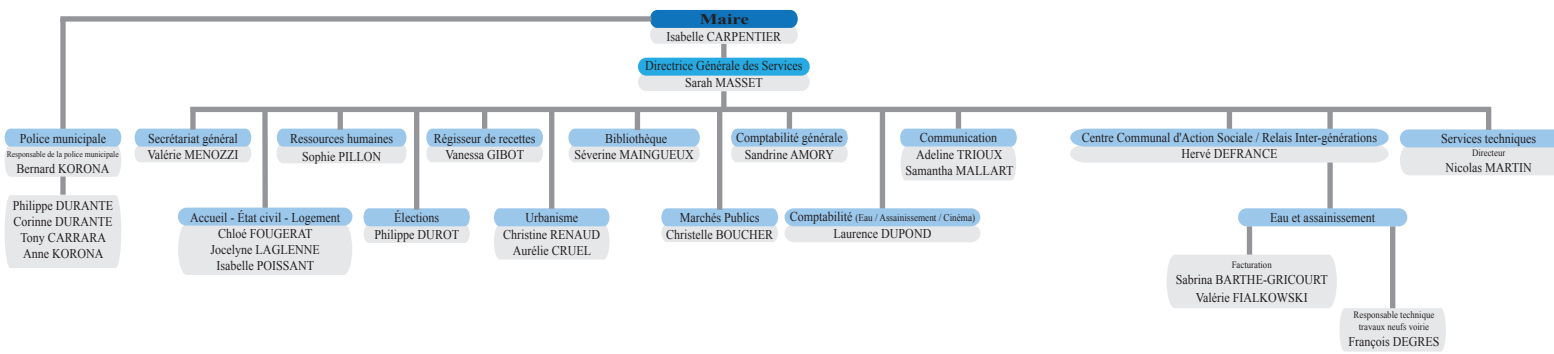 Maire
Isabelle CARPENTIER
Directrice Générale des Services
Sarah MASSET
Police municipale
Responsable de la police municipale
Bernard KORONA
Philippe DURANTE
Corinne DURANTE
Tony CARRARA
Anne KORONA
Secrétariat général
Valérie MENOZZI
Accueil - État civil - Logement
Chloé FOUGERAT
Jocelyne LAGLENNE
Isabelle POISSANT
Ressources humaines
Sophie PILLON
Élections
Philippe DUROT
Régisseur de recettes
Vanessa GIBOT
Urbanisme
Christine RENAUD
Aurélie CRUEL
Bibliothèque
Séverine MAINGUEUX
Marchés Publics
Christelle BOUCHER
Comptabilité générale
Sandrine AMORY
Comptabilité (Eau / Assainissement / Cinéma)
Laurence DUPOND
Communication
Adeline TRIOUX
Samantha MALLART
Centre Communal d'Action Sociale / Relais Inter-générations
Hervé DEFRANCE
Eau et assainissement
Facturation
Sabrina BARTHE-GRICOURT
Valérie FIALKOWSKI
Responsable technique
travaux neufs voirie
François DEGRES
Services techniques
Directeur
Nicolas MARTIN